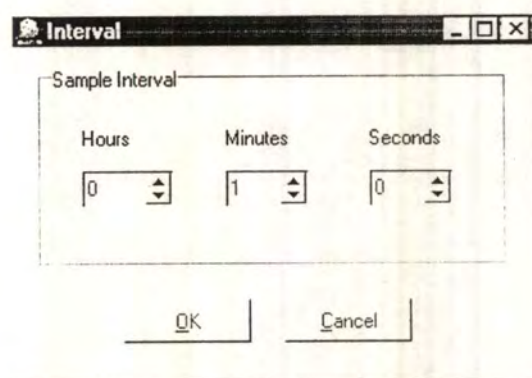 Interval
Sample Interval
Hours Minutes Seconds
0 1 0
OK Cancel